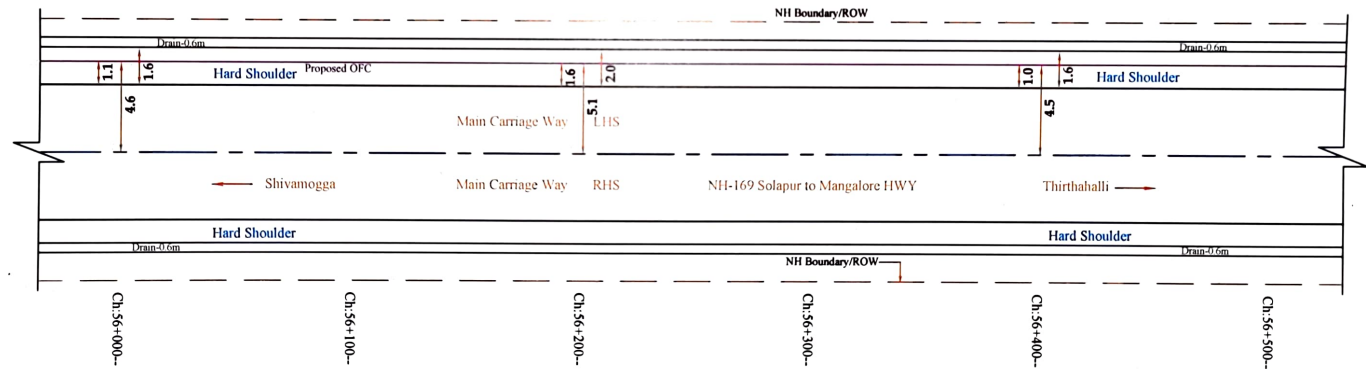 NH Boundary/ROW
Drain-0.6m
Drain-0.6m
1.1
1.6
Hard Shoulder
Proposed OFC
1.6
2.0
1.0
1.6
Hard Shoulder
4.6
5.1
4.5
Main Carriage Way LHS
Shivamogga
Main Carriage Way RHS
NH-169 Solapur to Mangalore HWY
Thirthahalli
Hard Shoulder
Hard Shoulder
Drain-0.6m
Drain-0.6m
NH Boundary/ROW
Ch:56+000--
Ch:56+100--
Ch:56+200--
Ch:56+300--
Ch:56+400--
Ch:56+500--